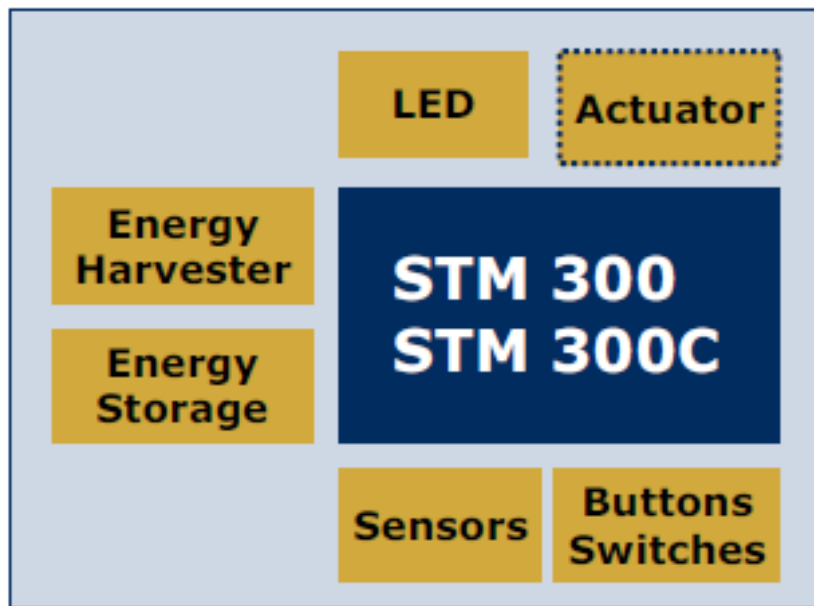 LED
Actuator
Energy
Harvester
STM 300
STM 300C
Energy
Storage
Sensors
Buttons
Switches